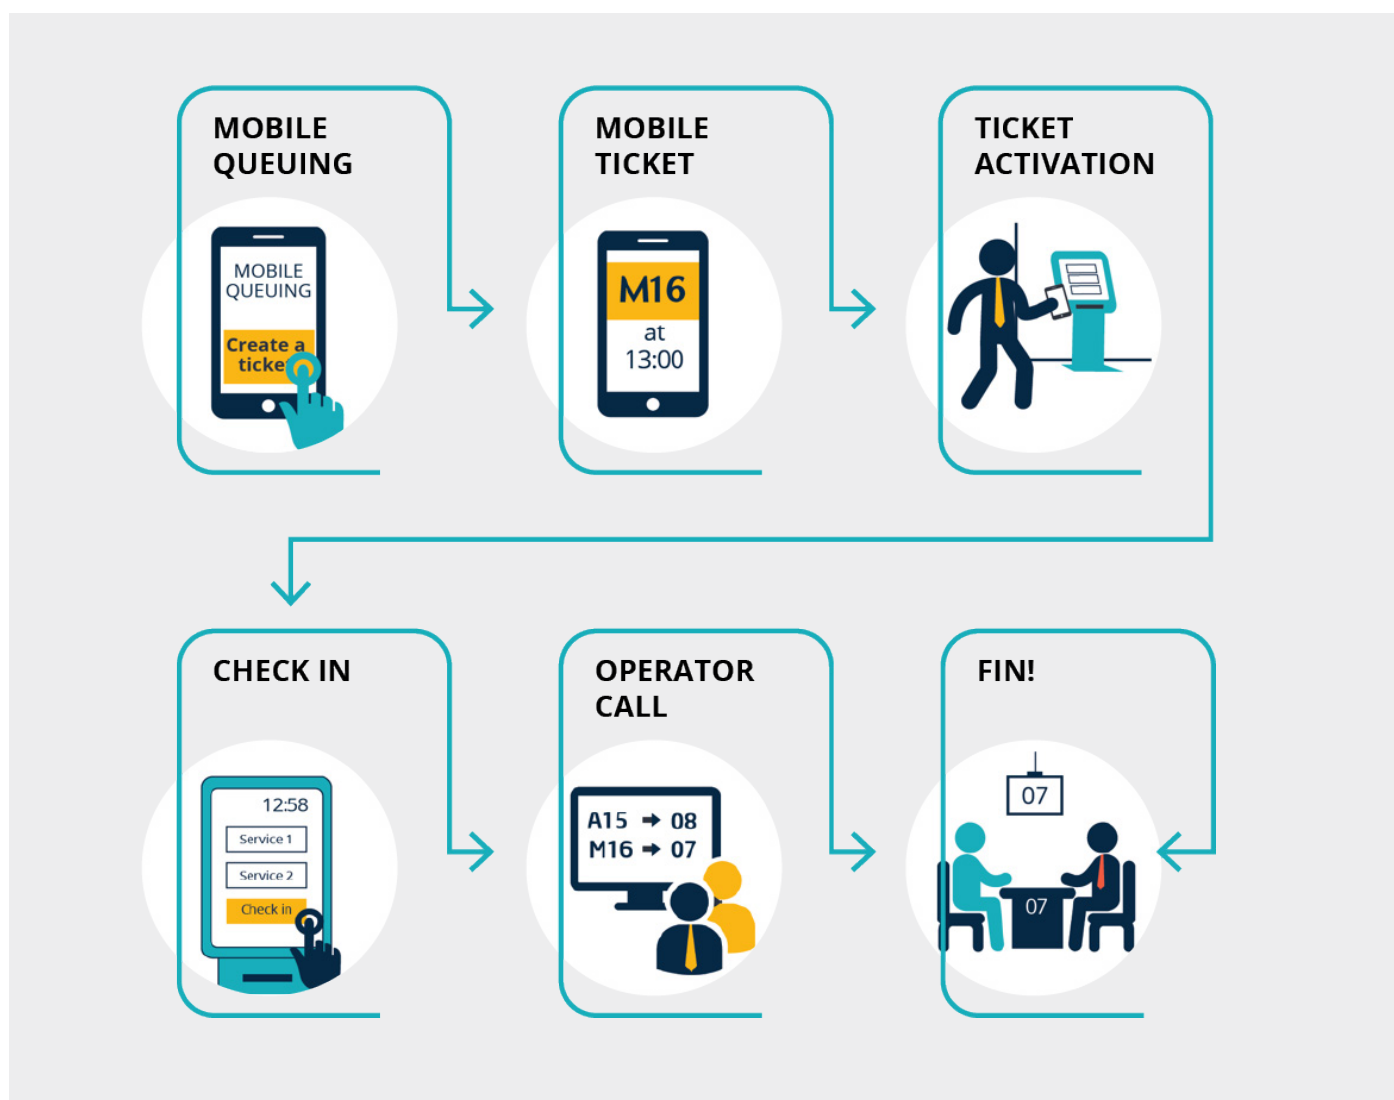 MOBILE
QUEUING
MOBILE
QUEUING
Create a
ticke
MOBILE
TICKET
M16
at
13:00
TICKET
ACTIVATION
CHECK IN
12:58
Service 1
Service 2
Check in
OPERATOR
CALL
A15 → 08
M16 → 07
FIN!
07
07